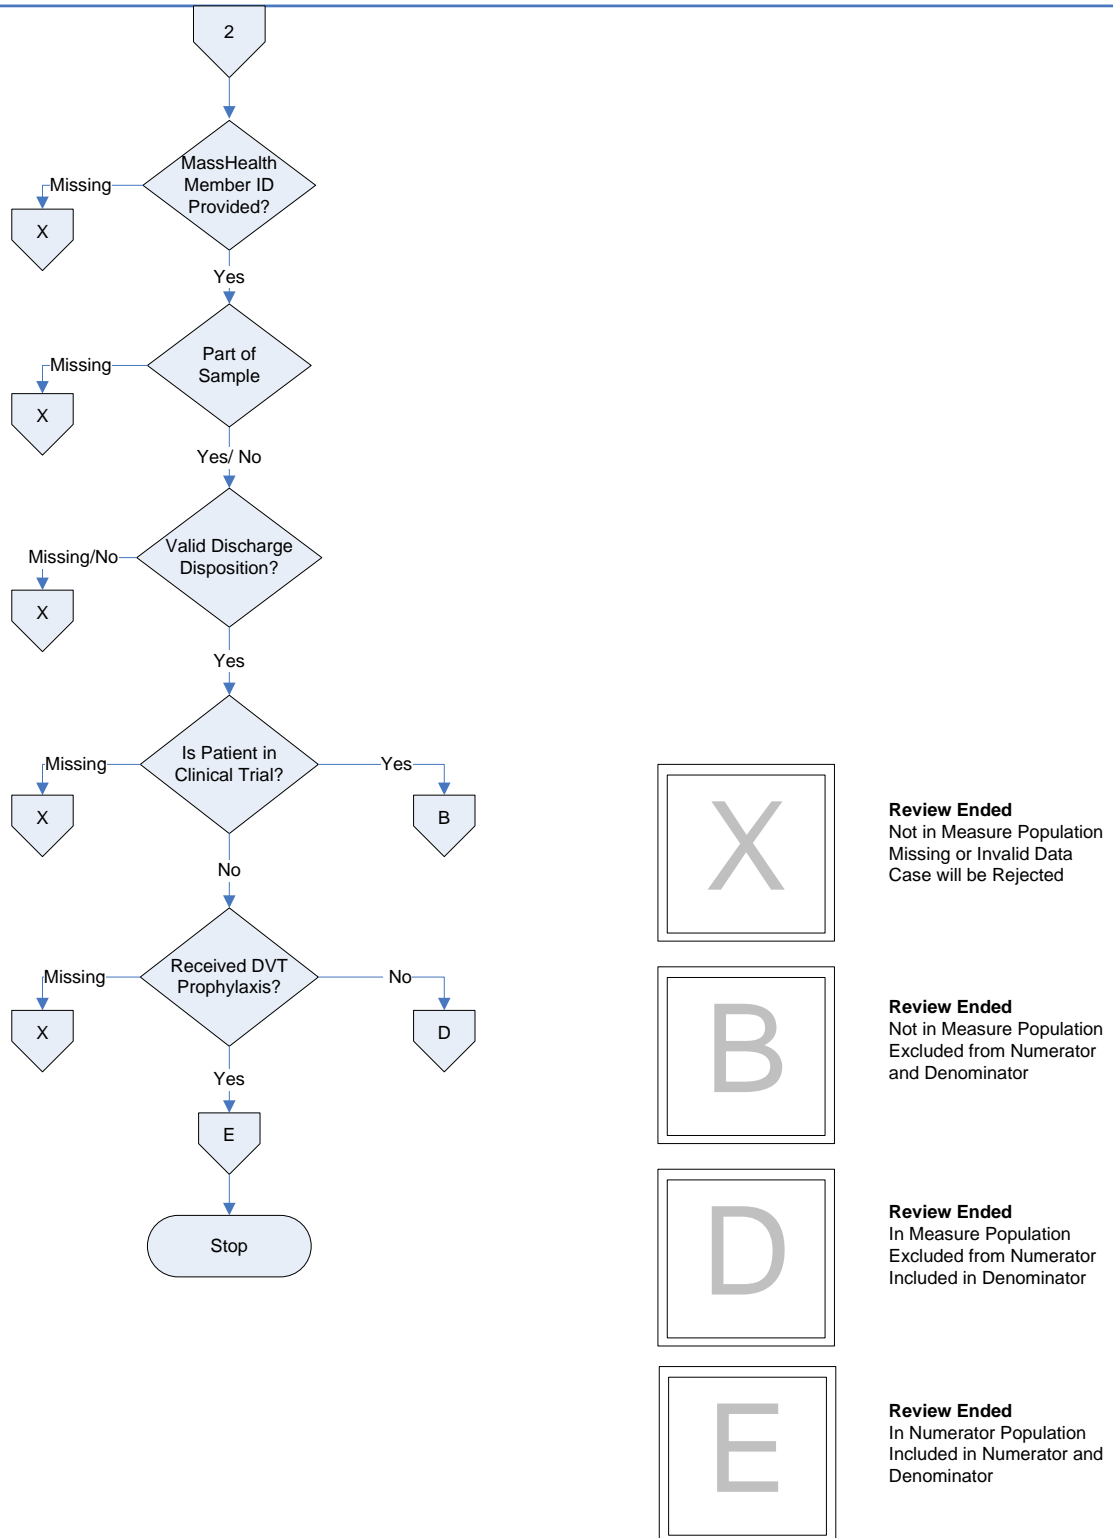 2
MassHealth
Member ID
Provided?
Missing
X
Yes
Part of
Sample
Missing
X
Yes/ No
Valid Discharge
Disposition?
Missing/No
X
Yes
Is Patient in
Clinical Trial?
Missing
Yes
X
B
No
Received DVT
Prophylaxis?
Missing
No
X
D
Yes
E
Stop
X
Review Ended
Not in Measure Population
Missing or Invalid Data
Case will be Rejected
B
Review Ended
Not in Measure Population
Excluded from Numerator
and Denominator
D
Review Ended
In Measure Population
Excluded from Numerator
Included in Denominator
E
Review Ended
In Numerator Population
Included in Numerator and
Denominator